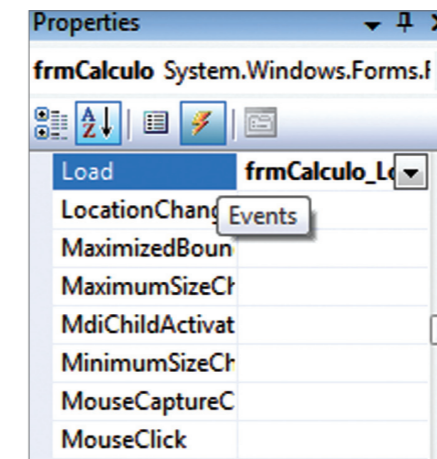 Properties
frmCalculo System.Windows.Forms.F
Load frmCalculo_Lo
LocationChang
Events
MaximizedBoun
MaximumSizeCh
MdiChildActivat
MinimumSizeCh
MouseCaptureC
MouseClick